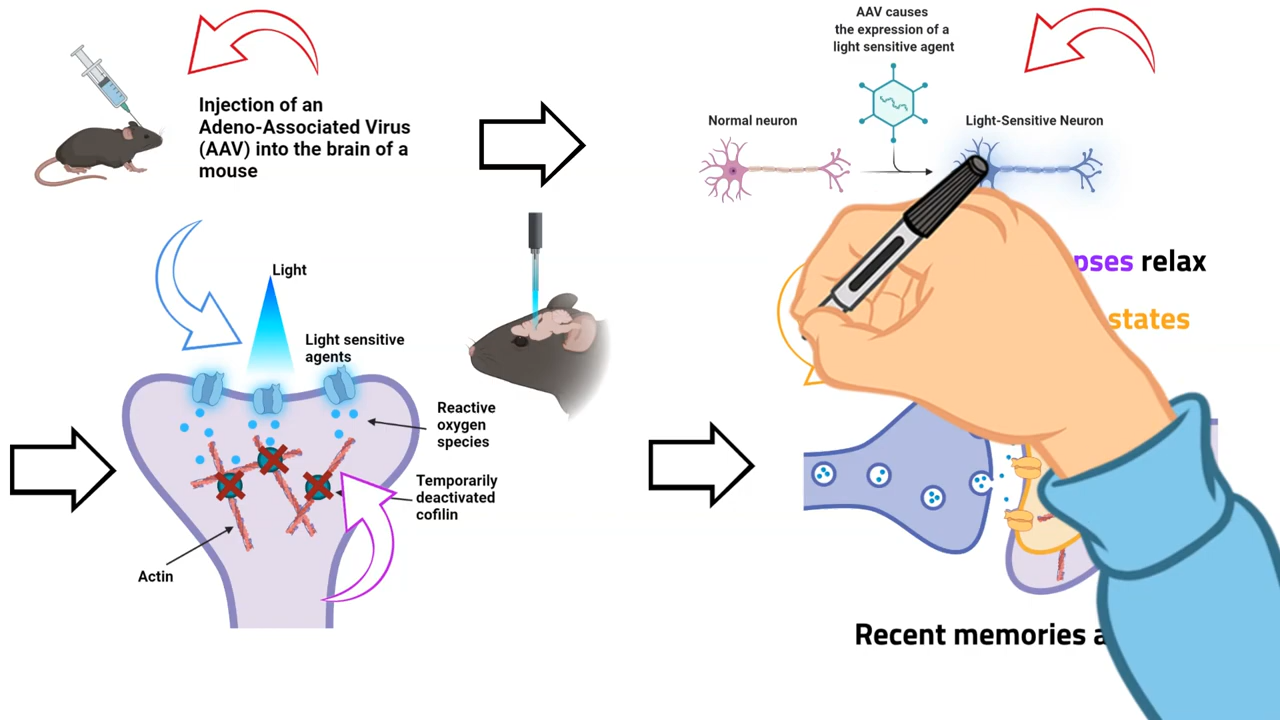 Injection of an
Adeno-Associated Virus
(AAV) into the brain of a
mouse
AAV causes
the expression of a
light sensitive agent
Normal neuron
Light-Sensitive Neuron
Light
Light sensitive
agents
Reactive
oxygen
species
Temporarily
deactivated
cofilin
Actin
relax
states
Recent memories